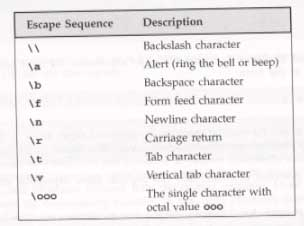 Escape Sequence Description
\\ Backslash character
\a Alert (ring the bell or beep)
\b Backspace character
\f Form feed character
\n Newline character
\r Carriage return
\t Tab character
\v Vertical tab character
\ooo The single character with
octal value ooo